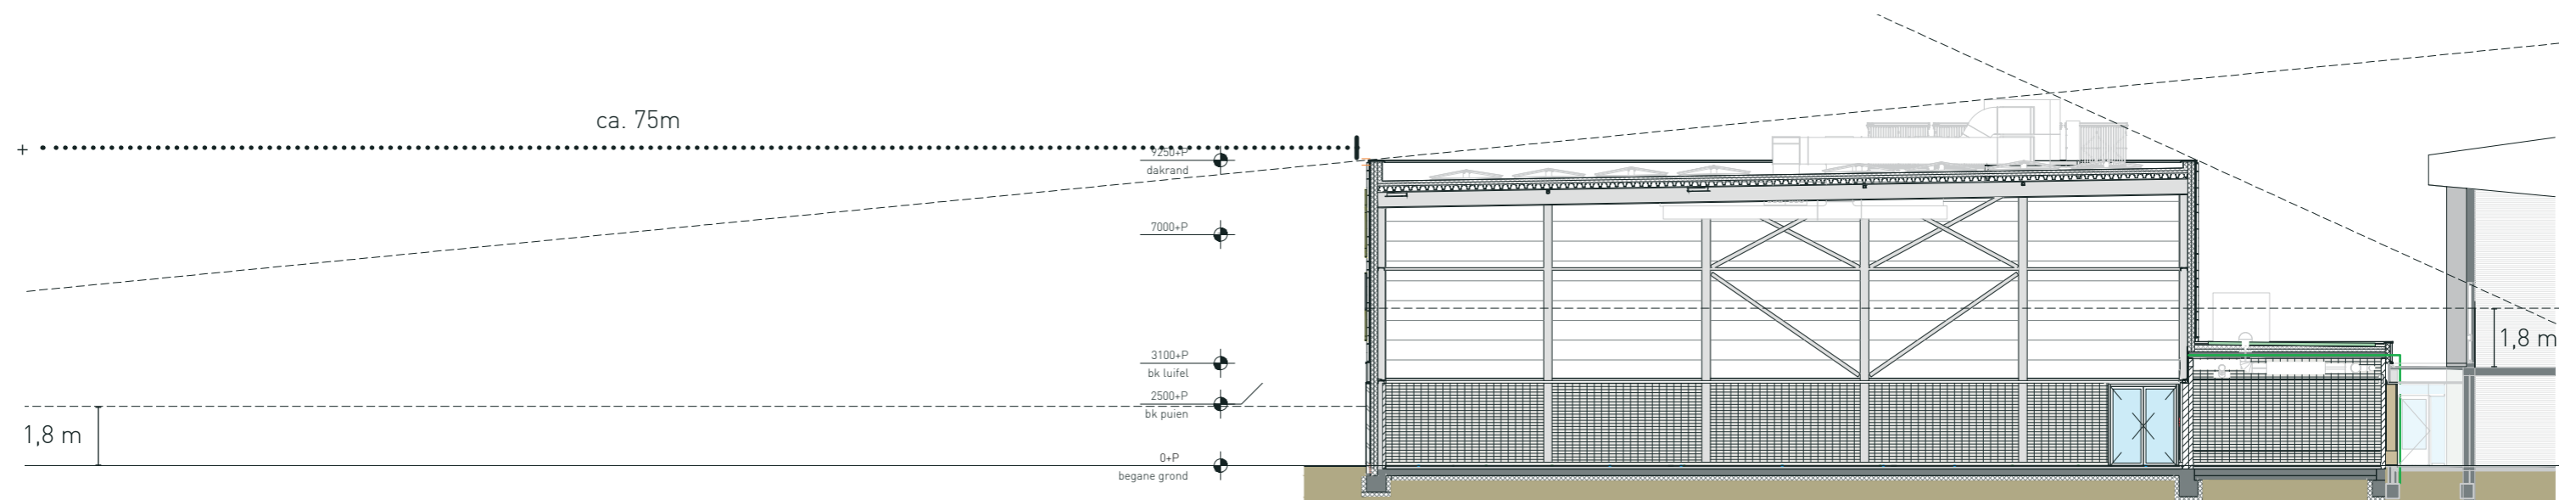 ca. 75m
+
9250+P
dakrand
7000+P
3100+P
bk luifel
2500+P
bk puien
1,8 m
0+P
begane grond
1,8 m